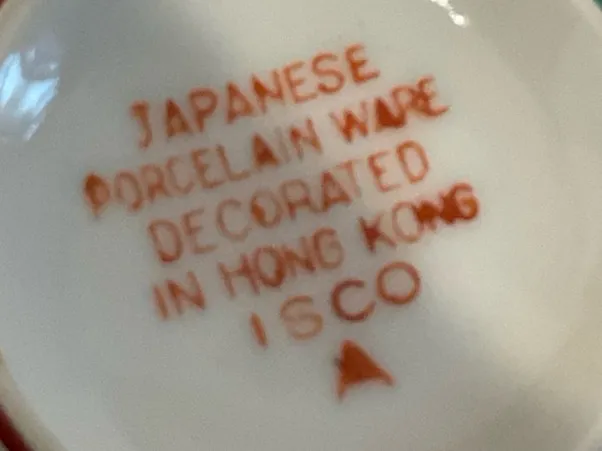 JAPANESE
PORCELAIN WARE
DECORATED
IN HONG KONG
ISCO
A